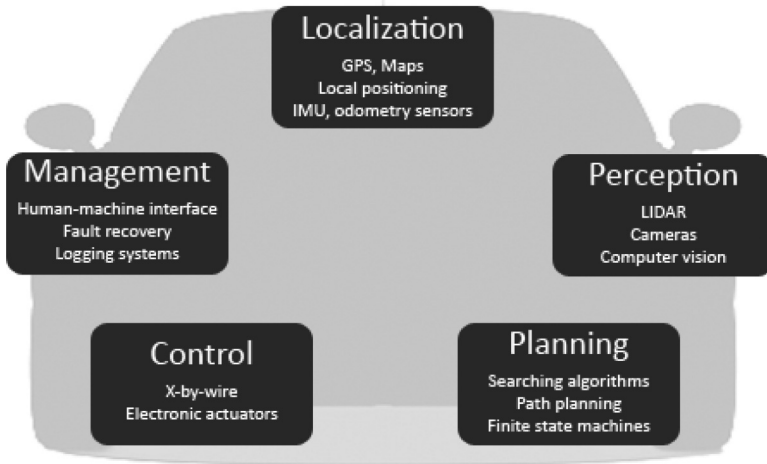 Localization
GPS, Maps
Local positioning
IMU, odometry sensors
Management
Human-machine interface
Fault recovery
Logging systems
Perception
LIDAR
Cameras
Computer vision
Control
X-by-wire
Electronic actuators
Planning
Searching algorithms
Path planning
Finite state machines